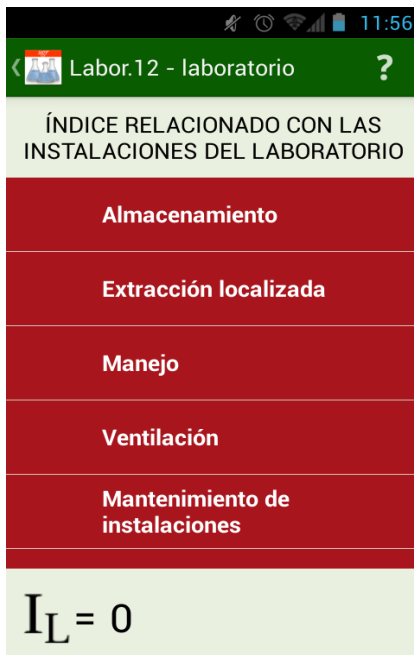 11:56
Labor.12 - laboratorio ?
ÍNDICE RELACIONADO CON LAS
INSTALACIONES DEL LABORATORIO
Almacenamiento
Extracción localizada
Manejo
Ventilación
Mantenimiento de
instalaciones
IL = 0